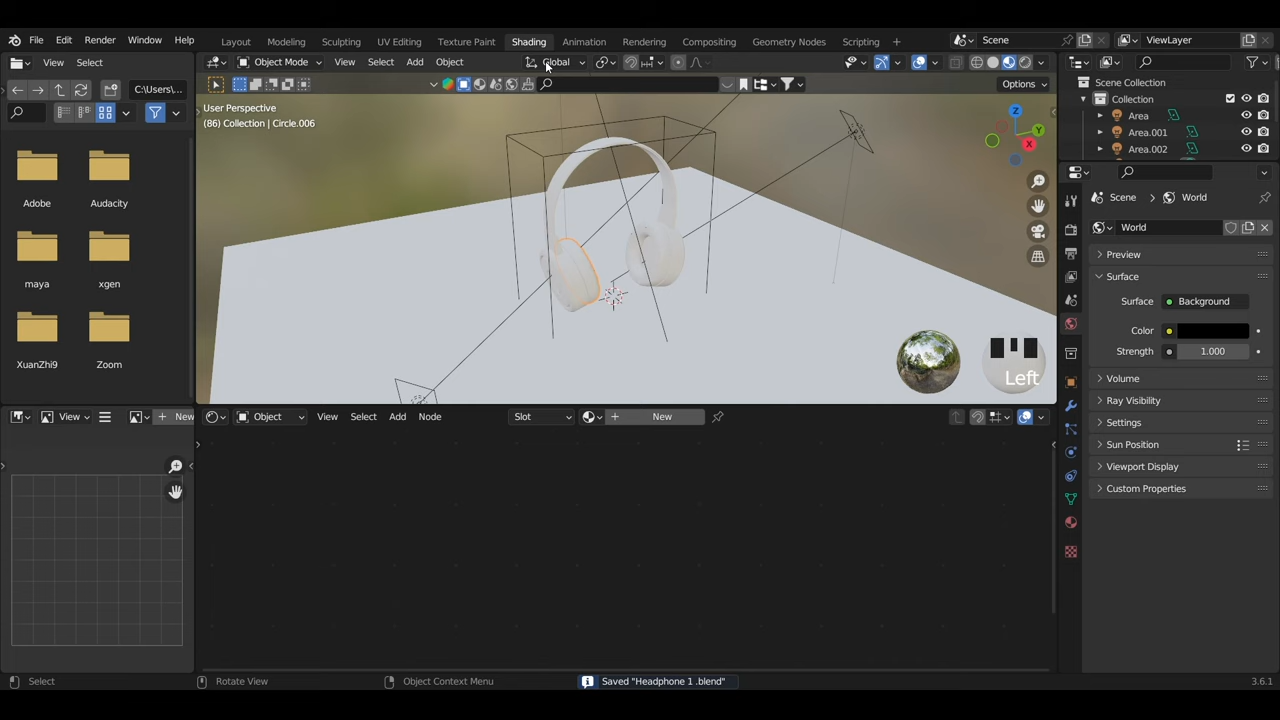 File Edit Render Window Help Layout Modeling Sculpting UV Editing Texture Paint Shading Animation Rendering Compositing Geometry Nodes Scripting Scene ViewLayer
View Select Object Mode View Select Add Object Global
C:\Users\... Options
User Perspective
(86) Collection | Circle.006
Adobe Audacity
maya xgen
XuanZhi9 Zoom
Left
View New Object View Select Add Node Slot New
Scene Collection
Collection
Area
Area.001
Area.002
Scene World
World
Preview
Surface
Surface Background
Color
Strength 1.000
Volume
Ray Visibility
Settings
Sun Position
Viewport Display
Custom Properties
X
Y
Z
Select Rotate View Object Context Menu Saved "Headphone 1 .blend" 3.6.1